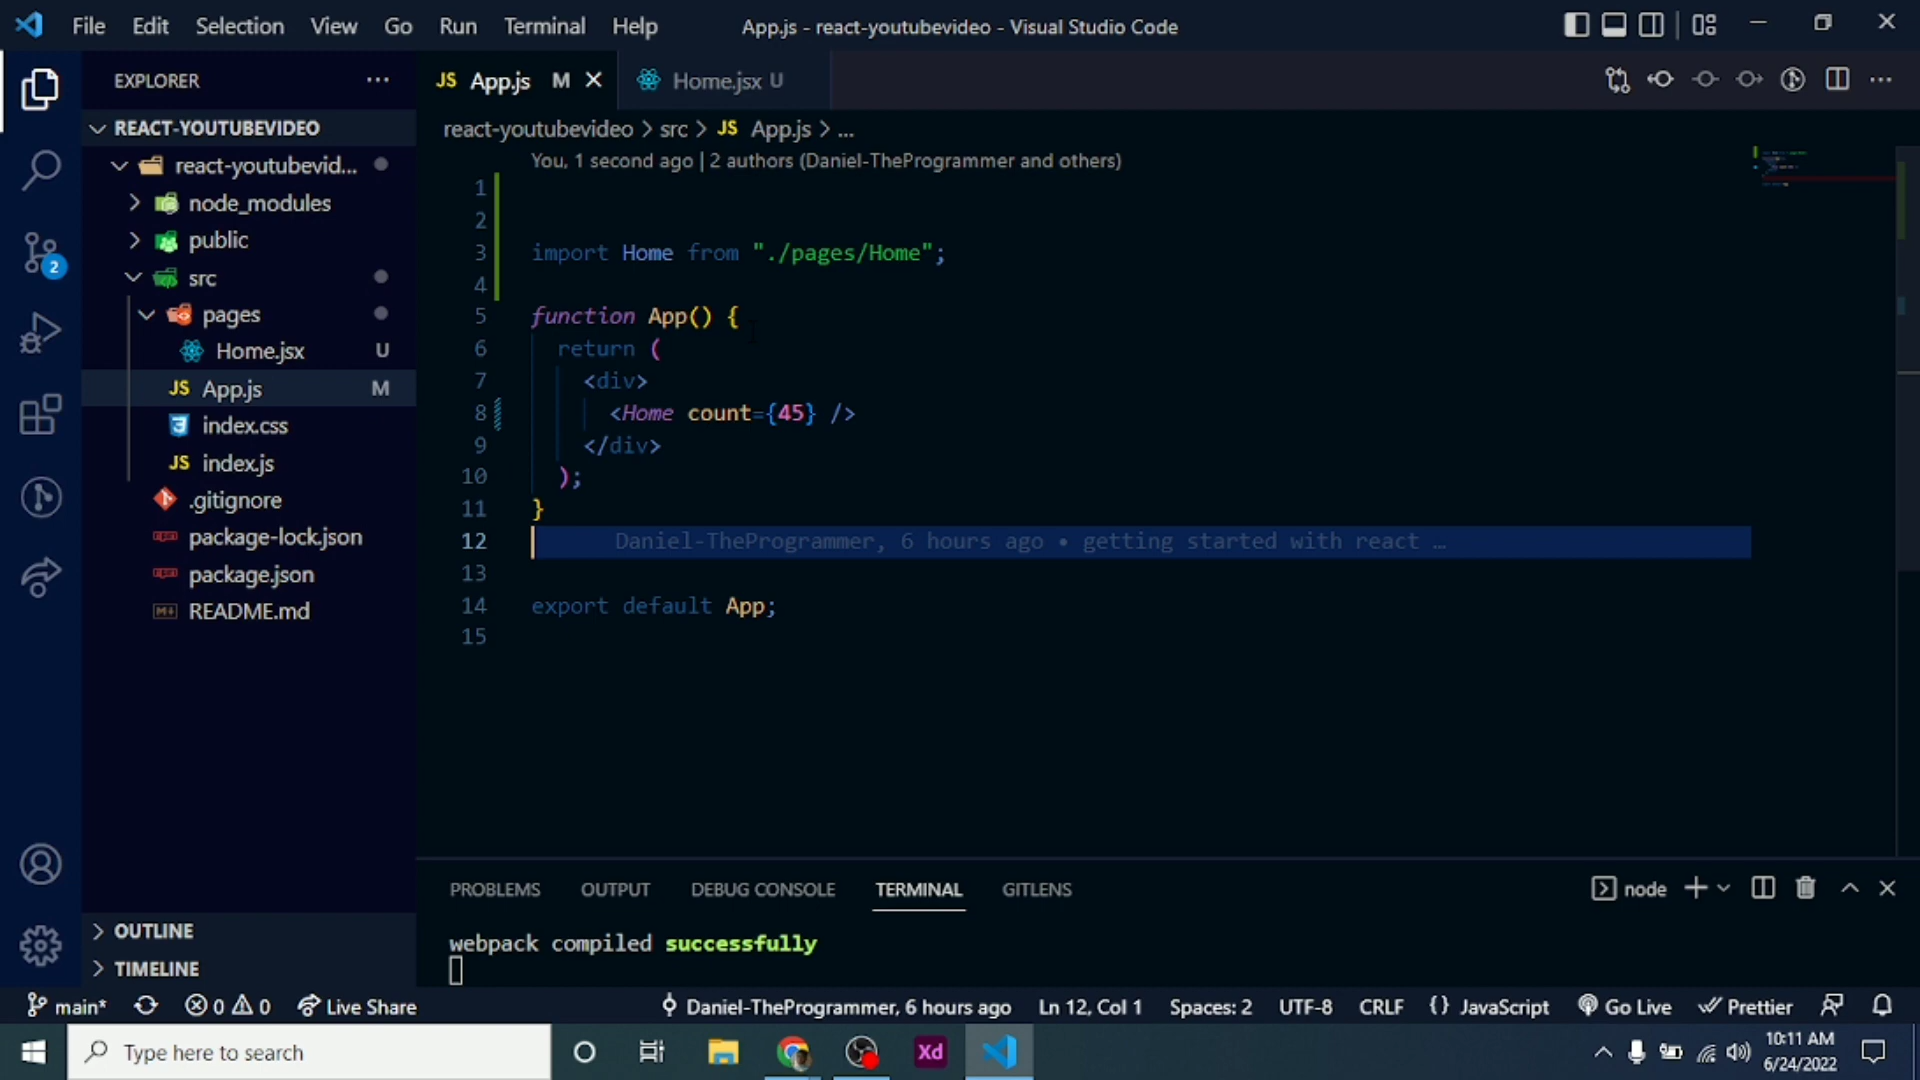 File Edit Selection View Go Run Terminal Help App.js - react-youtubevideo - Visual Studio Code
EXPLORER
JS App.js M
Home.jsx U
REACT-YOUTUBEVIDEO
react-youtubevid...
node_modules
public
src
pages
Home.jsx U
JS App.js M
index.css
JS index.js
.gitignore
package-lock.json
package.json
README.md
2
OUTLINE
TIMELINE
react-youtubevideo > src > JS App.js > ...
You, 1 second ago | 2 authors (Daniel-TheProgrammer and others)
1
2
3 import Home from "./pages/Home";
4
5 function App() {
6 return (
7 <div>
8 <Home count={45} />
9 </div>
10 );
11 }
12 Daniel-TheProgrammer, 6 hours ago • getting started with react …
13
14 export default App;
15
PROBLEMS OUTPUT DEBUG CONSOLE TERMINAL GITLENS
node
webpack compiled successfully
main* 0 0 Live Share Daniel-TheProgrammer, 6 hours ago Ln 12, Col 1 Spaces: 2 UTF-8 CRLF {} JavaScript Go Live Prettier
Type here to search
Xd
10:11 AM
6/24/2022